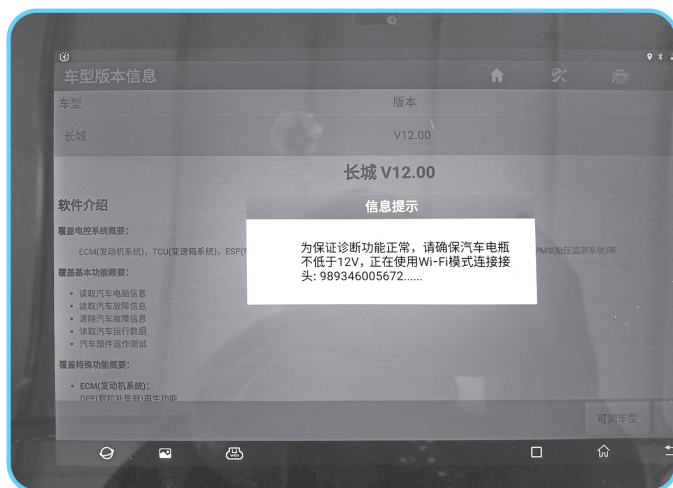 车型版本信息
车型 版本
长城 V12.00
长城 V12.00
软件介绍
信息提示
覆盖电控系统概要：
ECM(发动机系统)，TCU(变速箱系统)，ESP(
PMS(胎压监测系统)等
为保证诊断功能正常，请确保汽车电瓶
不低于12V，正在使用Wi-Fi模式连接接
头: 989346005672......
覆盖基本功能概要：
• 读取汽车电脑信息
• 读取汽车故障信息
• 清除汽车故障信息
• 读取汽车运行数据
• 汽车部件运作测试
覆盖特殊功能概要：
• ECM(发动机系统)：
DPF(颗粒补集器)再生功能
可测车型